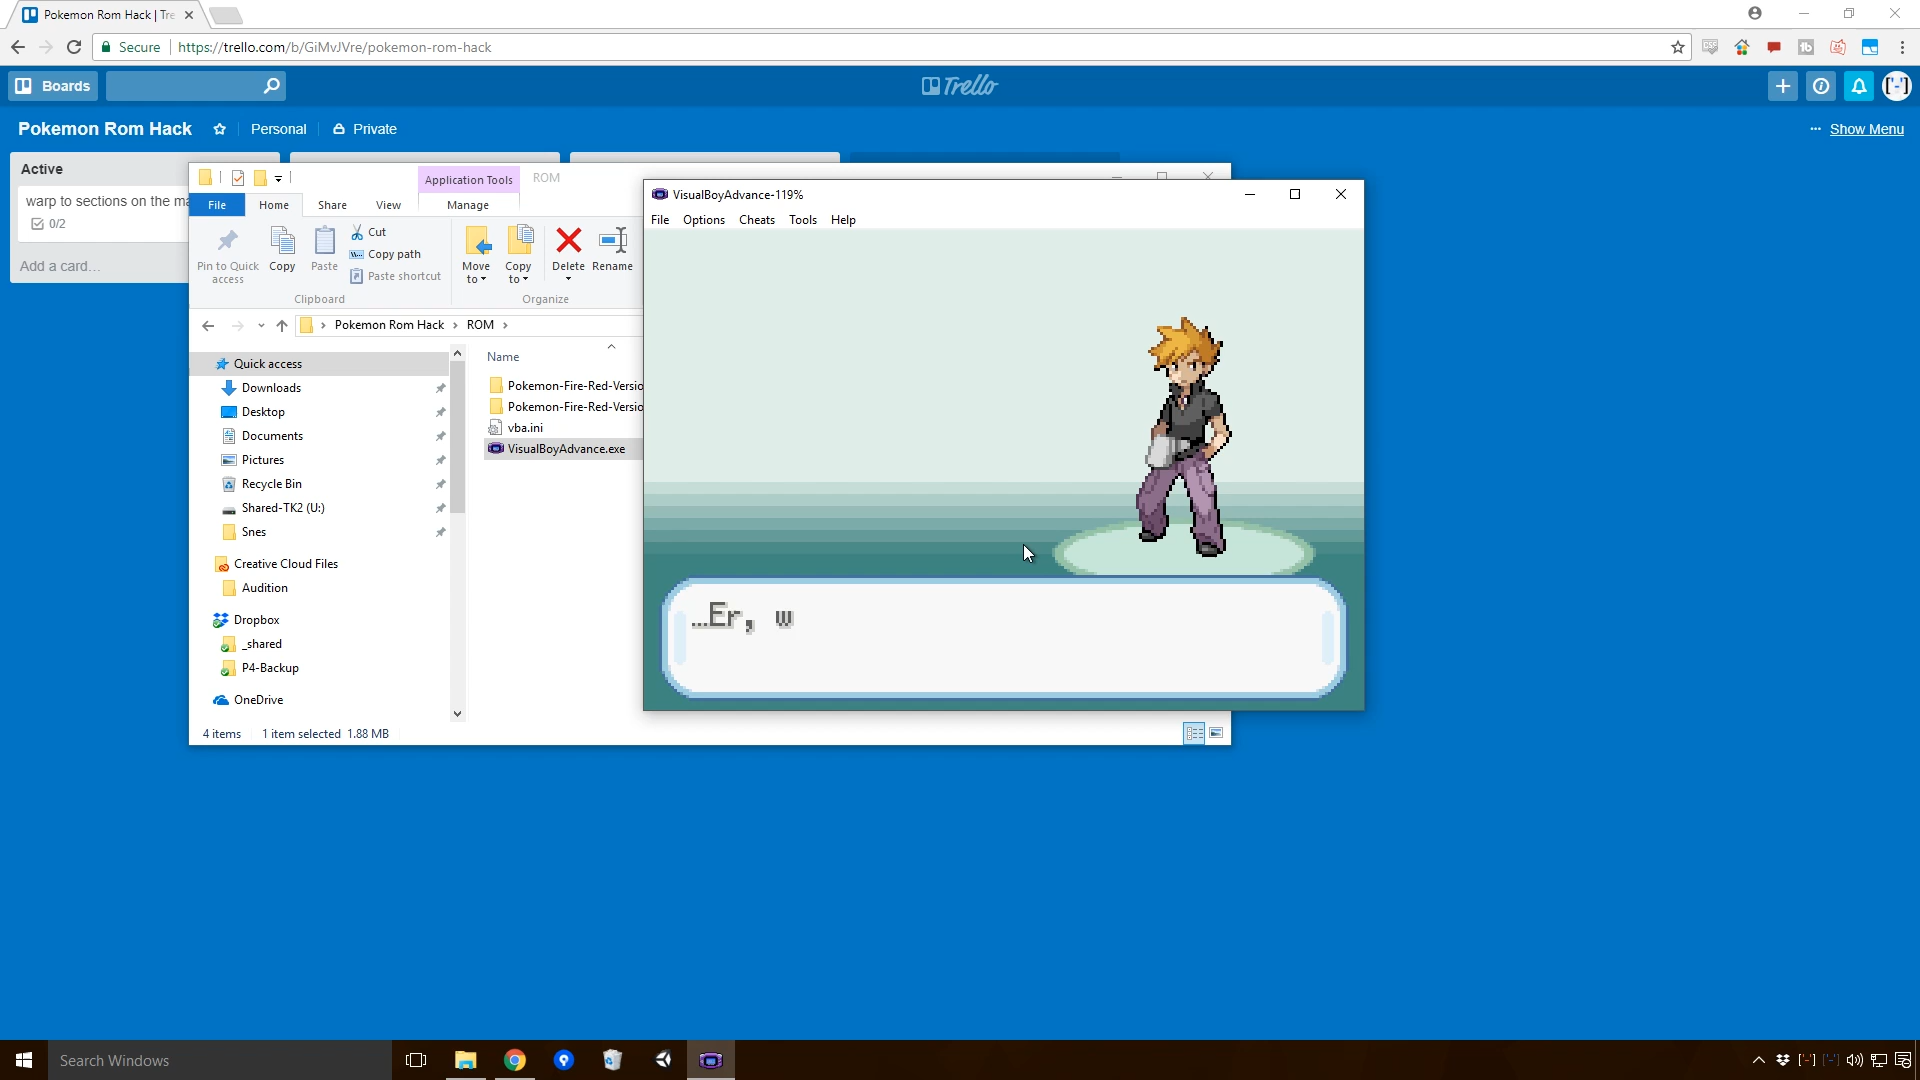 Pokemon Rom Hack | Tre
Secure
https://trello.com/b/GiMvJVre/pokemon-rom-hack
Boards
Trello
Pokemon Rom Hack
Personal
Private
... Show Menu
Active
warp to sections on the ma
0/2
Add a card...
Application Tools
ROM
File
Home
Share
View
Manage
Pin to Quick
access
Copy
Paste
Cut
Copy path
Paste shortcut
Clipboard
Move
to
Copy
to
Delete
Rename
Organize
Pokemon Rom Hack
ROM
Quick access
Downloads
Desktop
Documents
Pictures
Recycle Bin
Shared-TK2 (U:)
Snes
Creative Cloud Files
Audition
Dropbox
_shared
P4-Backup
OneDrive
Name
Pokemon-Fire-Red-Versio
Pokemon-Fire-Red-Versio
vba.ini
VisualBoyAdvance.exe
4 items
1 item selected 1.88 MB
VisualBoyAdvance-119%
File Options Cheats Tools Help
...Er, w
Search Windows